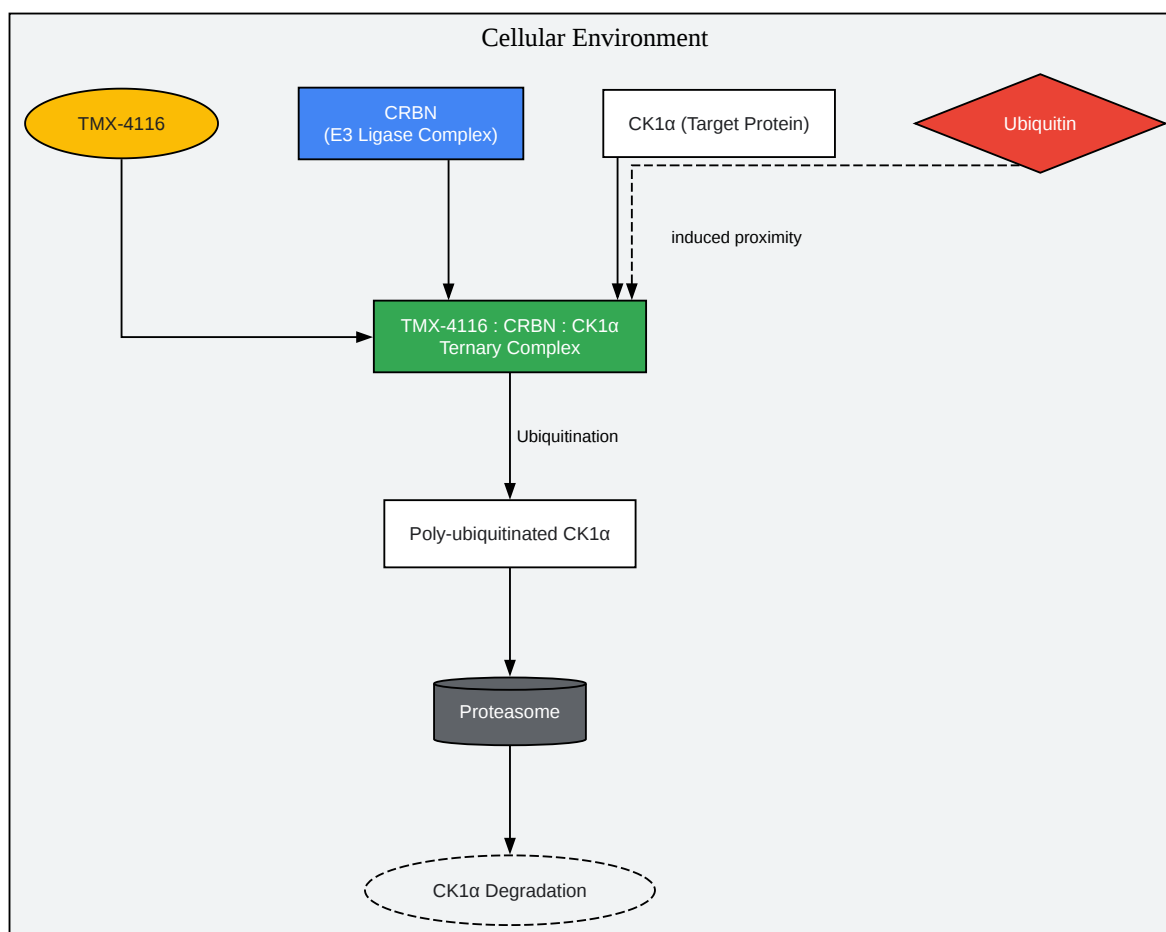 Cellular Environment
TMX-4116
CRBN
(E3 Ligase Complex)
CK1α (Target Protein)
Ubiquitin
induced proximity
TMX-4116 : CRBN : CK1α
Ternary Complex
Ubiquitination
Poly-ubiquitinated CK1α
Proteasome
CK1α Degradation